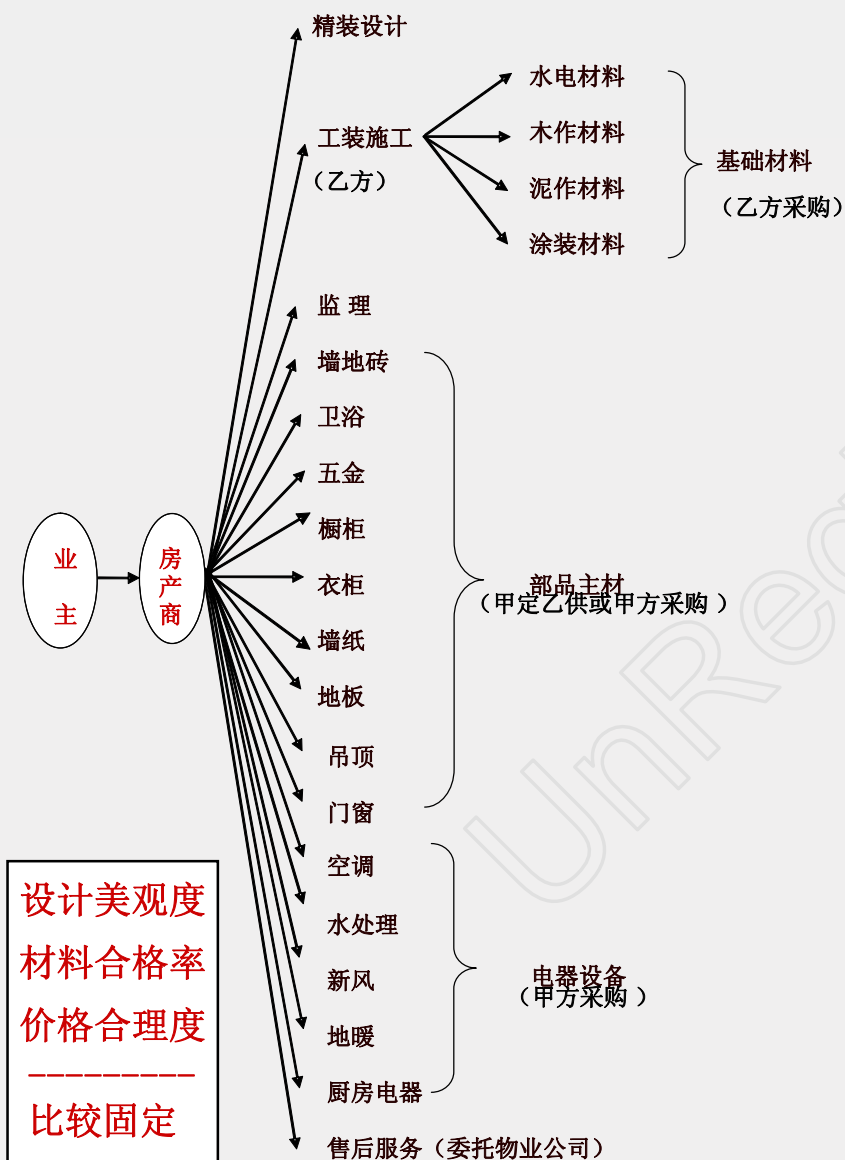 精装设计
工装施工
（乙方）
水电材料
木作材料
泥作材料
涂装材料
基础材料
（乙方采购）
监 理
墙地砖
卫浴
五金
橱柜
衣柜
墙纸
地板
吊顶
门窗
部品主材
（甲定乙供或甲方采购 ）
业主
房产商
空调
水处理
新风
地暖
厨房电器
电器设备
（甲方采购 ）
售后服务（委托物业公司）
设计美观度
材料合格率
价格合理度
----------
比较固定
UnReg